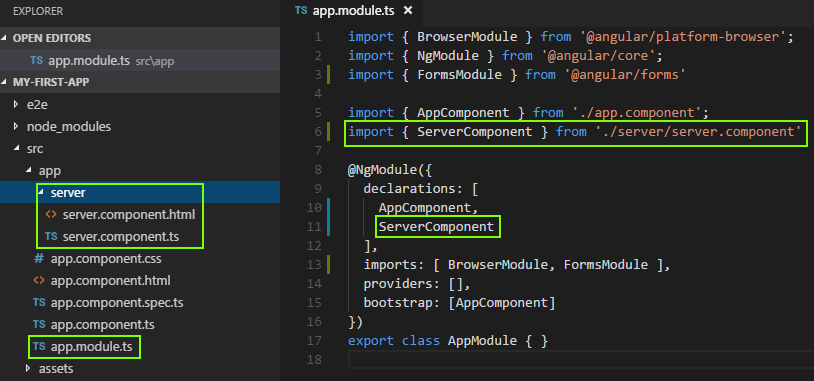 EXPLORER
OPEN EDITORS
TS app.module.ts src\app
MY-FIRST-APP
e2e
node_modules
src
app
server
<> server.component.html
TS server.component.ts
# app.component.css
<> app.component.html
TS app.component.spec.ts
TS app.component.ts
TS app.module.ts
assets
TS app.module.ts ×
1 import { BrowserModule } from '@angular/platform-browser';
2 import { NgModule } from '@angular/core';
3 import { FormsModule } from '@angular/forms'
4
5 import { AppComponent } from './app.component';
6 import { ServerComponent } from './server/server.component'
7
8 @NgModule({
9 declarations: [
10 AppComponent,
11 ServerComponent
12 ],
13 imports: [ BrowserModule, FormsModule ],
14 providers: [],
15 bootstrap: [AppComponent]
16 })
17 export class AppModule { }
18